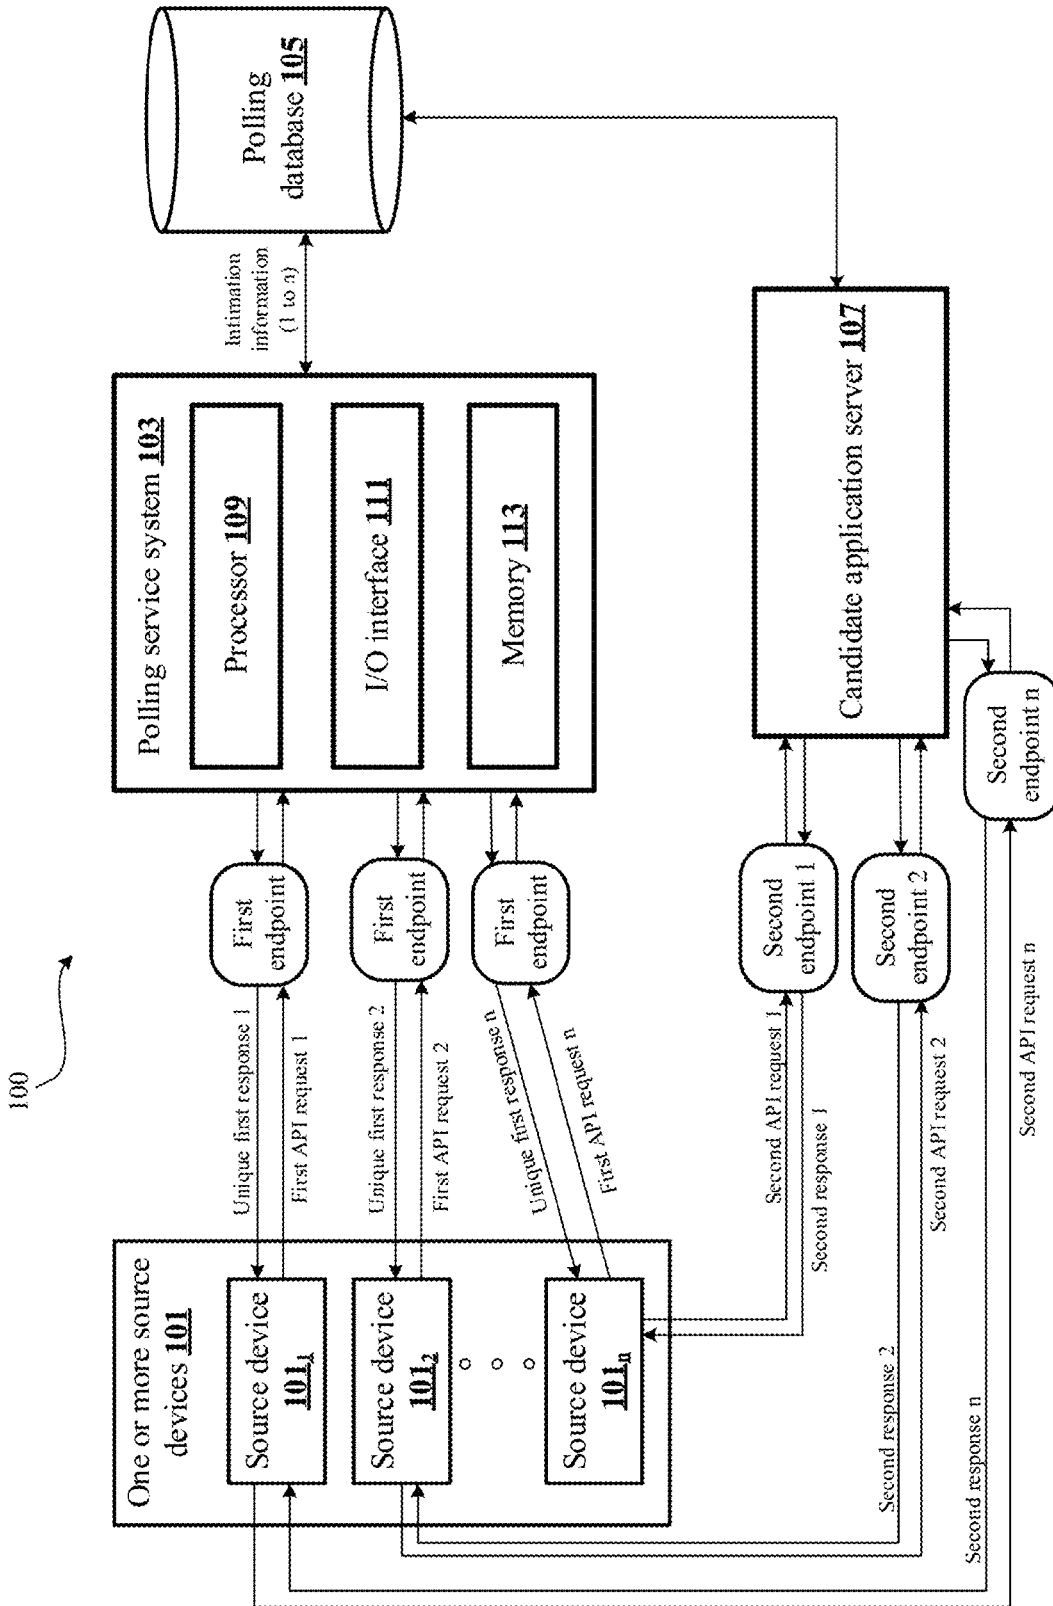 100
One or more source
devices 101
Source device
101₁
Source device
101₂
Source device
101ₙ
Unique first response 1
First API request 1
Unique first response 2
First API request 2
Unique first response n
First API request n
First
endpoint
First
endpoint
First
endpoint
Polling service system 103
Processor 109
I/O interface 111
Memory 113
Intimation
information
(1 to n)
Polling
database 105
Second API request 1
Second response 1
Second response 2
Second API request 2
Second response n
Second API request n
Second
endpoint 1
Second
endpoint 2
Second
endpoint n
Candidate application server 107